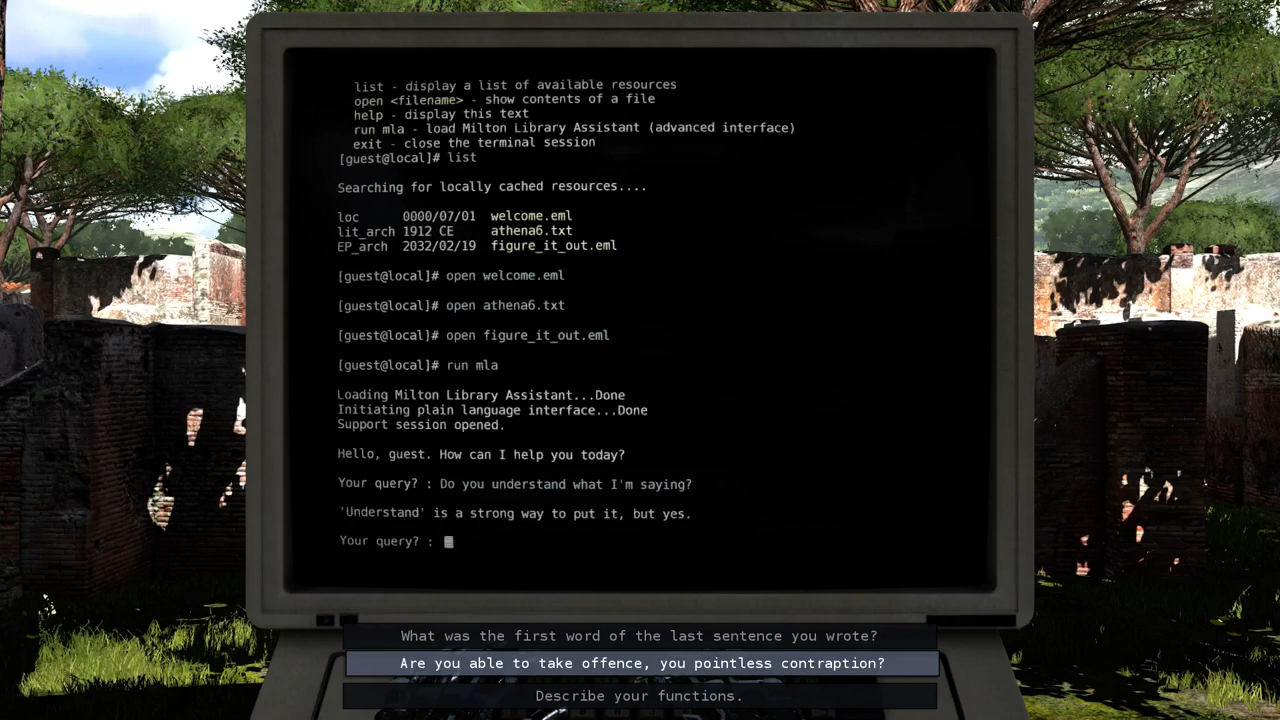 list - display a list of available resources
open <filename> - show contents of a file
help - display this text
run mla - load Milton Library Assistant (advanced interface)
exit - close the terminal session
[guest@local]# list
Searching for locally cached resources....
loc 0000/07/01 welcome.eml
lit_arch 1912 CE athena6.txt
EP_arch 2032/02/19 figure_it_out.eml
[guest@local]# open welcome.eml
[guest@local]# open athena6.txt
[guest@local]# open figure_it_out.eml
[guest@local]# run mla
Loading Milton Library Assistant...Done
Initiating plain language interface...Done
Support session opened.
Hello, guest. How can I help you today?
Your query? : Do you understand what I'm saying?
'Understand' is a strong way to put it, but yes.
Your query? :
What was the first word of the last sentence you wrote?
Are you able to take offence, you pointless contraption?
Describe your functions.